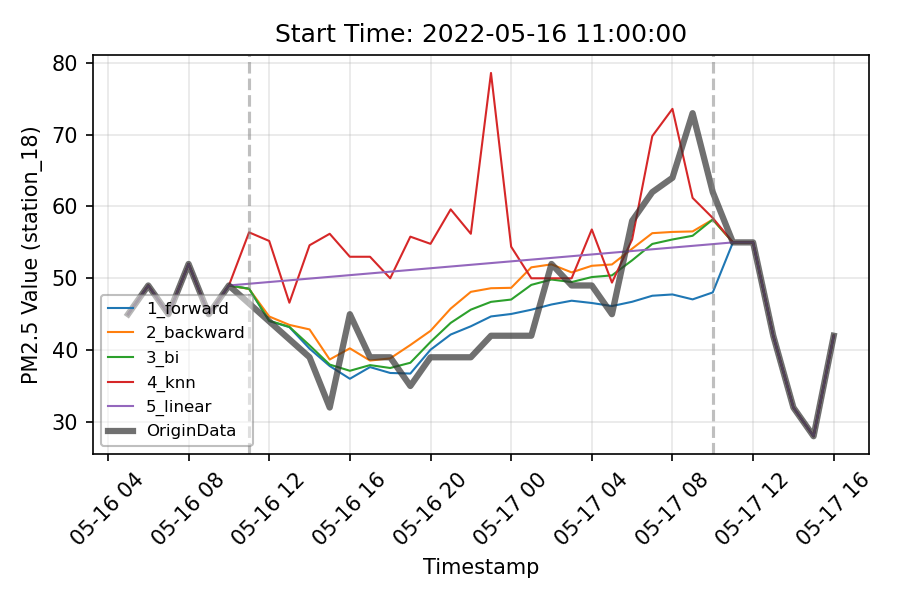 Start Time: 2022-05-16 11:00:00
PM2.5 Value (station_18)
80
70
60
50
40
30
1_forward
2_backward
3_bi
4_knn
5_linear
OriginData
05-16 04
05-16 08
05-16 12
05-16 16
05-16 20
05-17 00
05-17 04
05-17 08
05-17 12
05-17 16
Timestamp